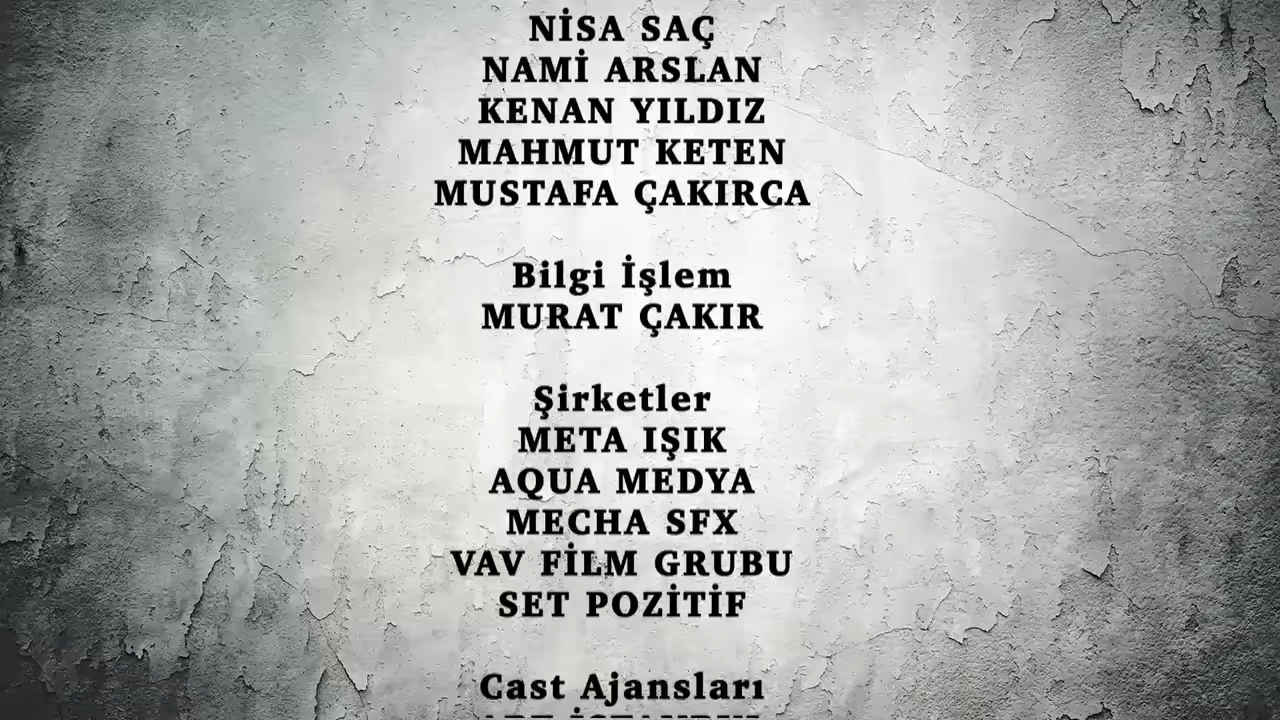 NİSA SAÇ
NAMİ ARSLAN
KENAN YILDIZ
MAHMUT KETEN
MUSTAFA ÇAKIRCA
Bilgi İşlem
MURAT ÇAKIR
Şirketler
META IŞIK
AQUA MEDYA
MECHA SFX
VAV FİLM GRUBU
SET POZİTİF
Cast Ajansları